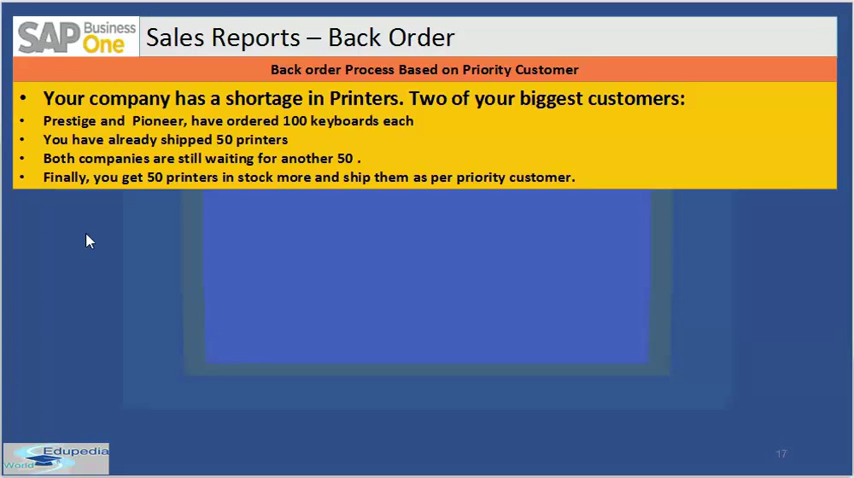 SAP Business One
Sales Reports – Back Order
Back order Process Based on Priority Customer
• Your company has a shortage in Printers. Two of your biggest customers:
• Prestige and Pioneer, have ordered 100 keyboards each
• You have already shipped 50 printers
• Both companies are still waiting for another 50 .
• Finally, you get 50 printers in stock more and ship them as per priority customer.
Edupedia
World
17